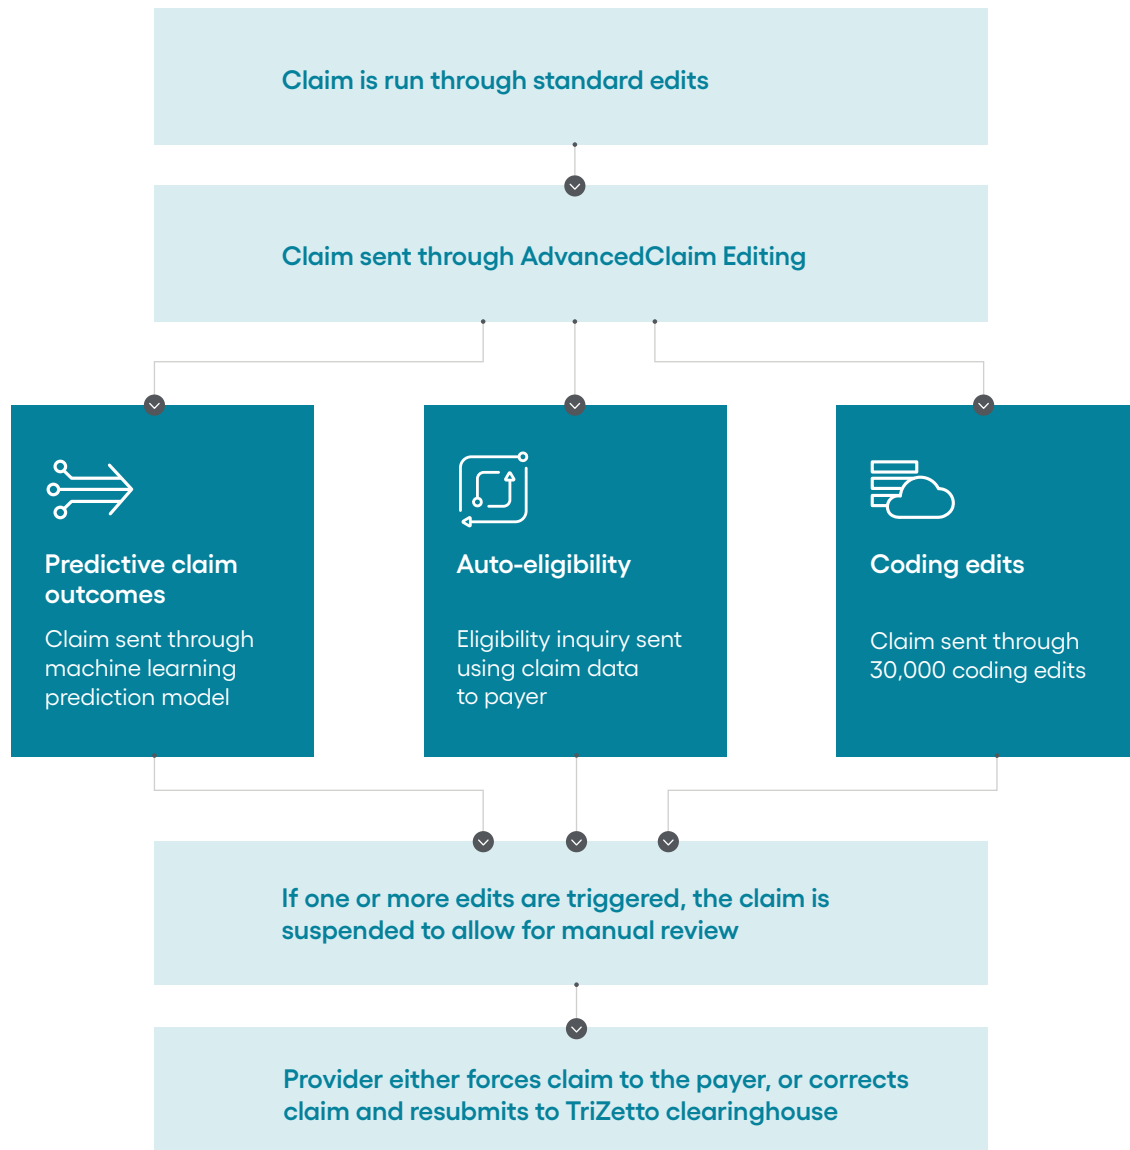 Claim is run through standard edits
Claim sent through AdvancedClaim Editing
Predictive claim
outcomes
Claim sent through
machine learning
prediction model
Auto-eligibility
Eligibility inquiry sent
using claim data
to payer
Coding edits
Claim sent through
30,000 coding edits
If one or more edits are triggered, the claim is
suspended to allow for manual review
Provider either forces claim to the payer, or corrects
claim and resubmits to TriZetto clearinghouse